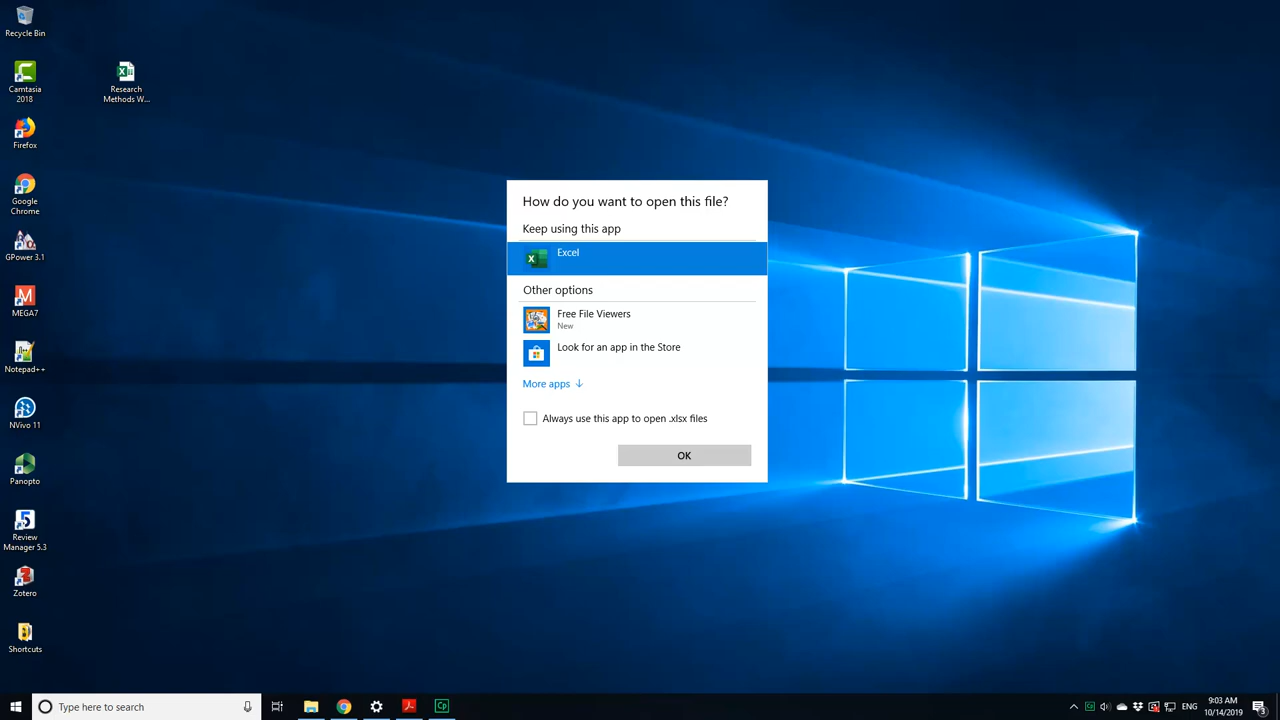 Recycle Bin
Camtasia
2018
Research
Methods W...
Firefox
Google
Chrome
GPower 3.1
MEGA7
Notepad++
NVivo 11
Panopto
Review
Manager 5.3
Zotero
Shortcuts
How do you want to open this file?
Keep using this app
Excel
Other options
Free File Viewers
New
Look for an app in the Store
More apps
Always use this app to open .xlsx files
OK
Type here to search
ENG
9:03 AM
10/14/2019